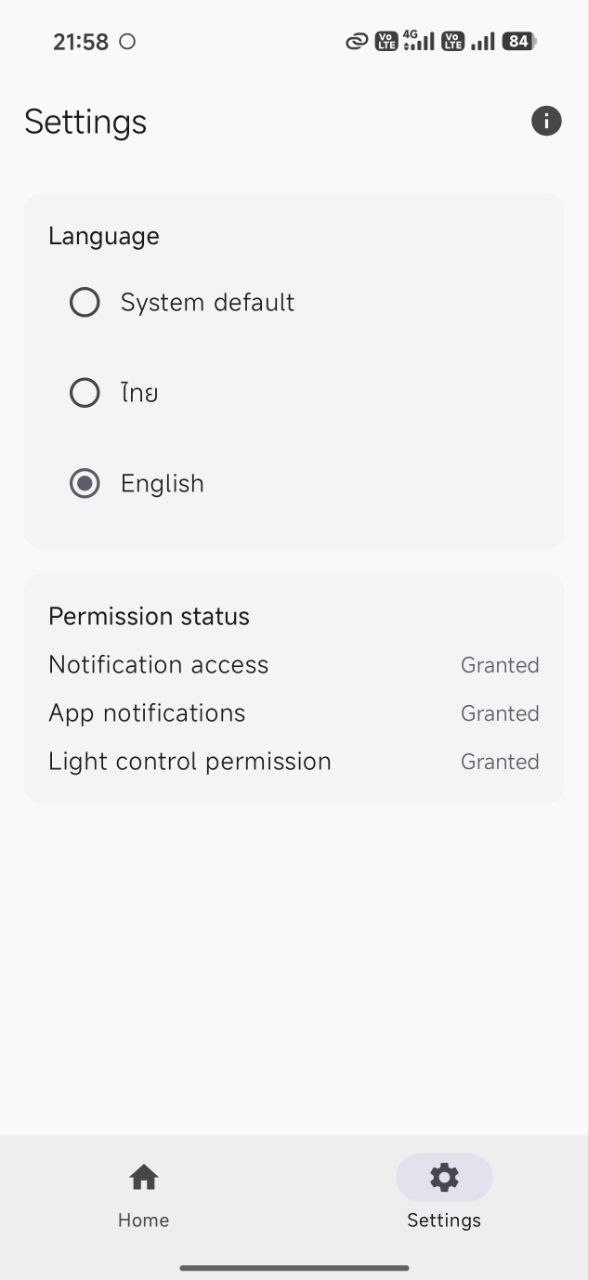 21:58
4G
84
Settings
Language
System default
ไทย
English
Permission status
Notification access Granted
App notifications Granted
Light control permission Granted
Home Settings